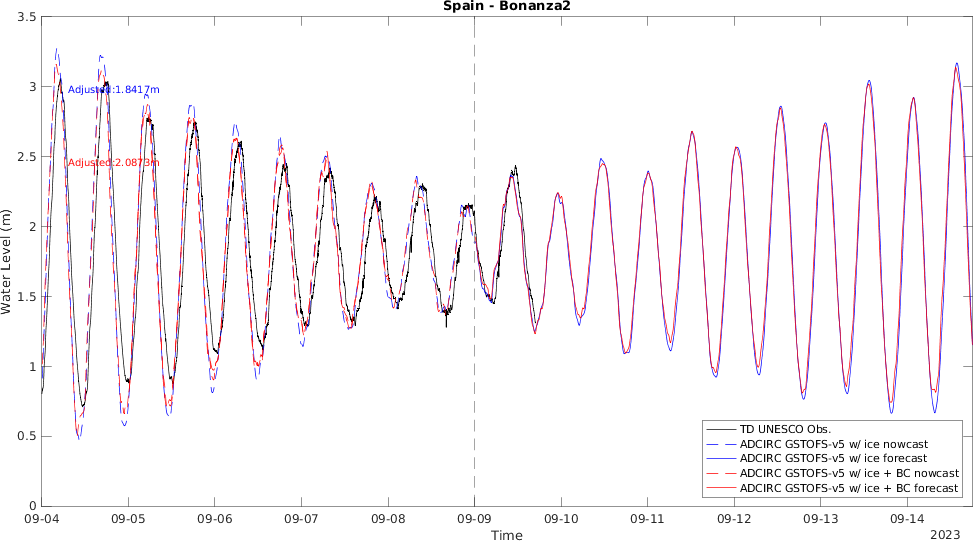 Spain - Bonanza2
3.5
3
2.5
2
1.5
1
0.5
0
Water Level (m)
Adjusted:1.8417m
Adjusted:2.0873m
TD UNESCO Obs.
ADCIRC GSTOFS-v5 w/ ice nowcast
ADCIRC GSTOFS-v5 w/ ice forecast
ADCIRC GSTOFS-v5 w/ ice + BC nowcast
ADCIRC GSTOFS-v5 w/ ice + BC forecast
09-04 09-05 09-06 09-07 09-08 09-09 09-10 09-11 09-12 09-13 09-14
Time
2023